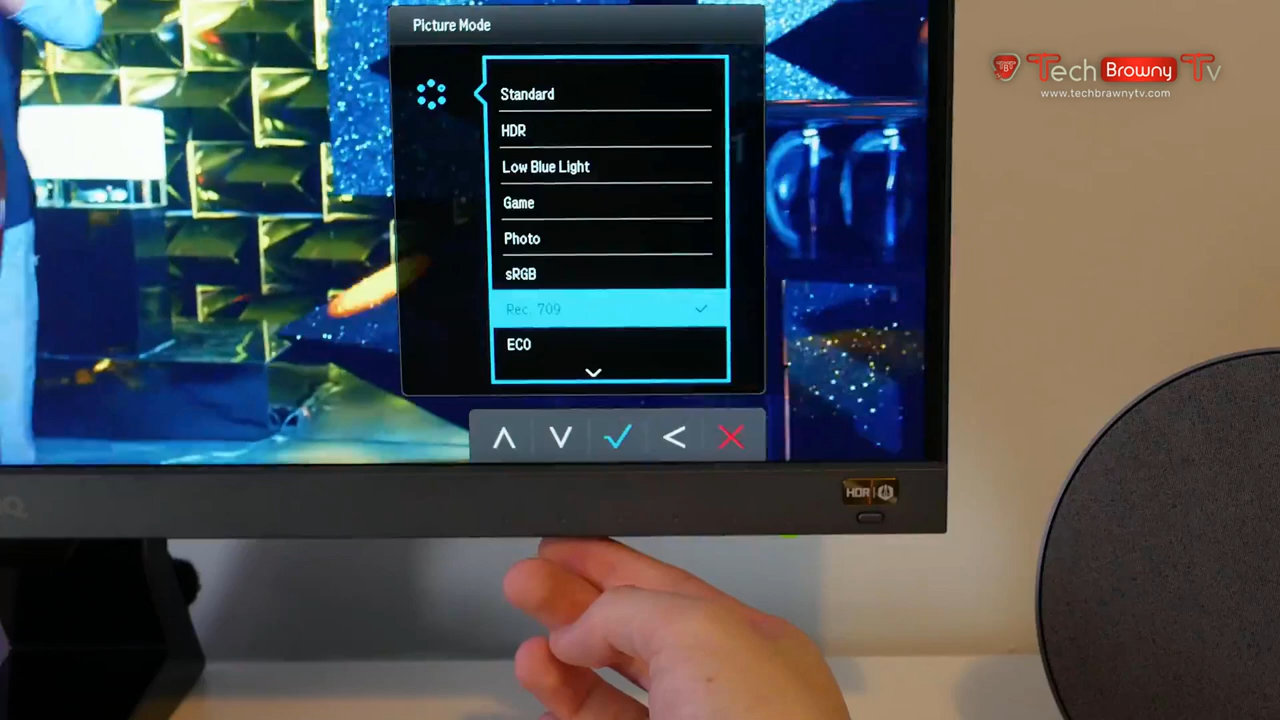 Picture Mode
Tech Browny Tv
www.techbrawnytv.com
Standard
HDR
Low Blue Light
Game
Photo
sRGB
Rec. 709
ECO
HDRi